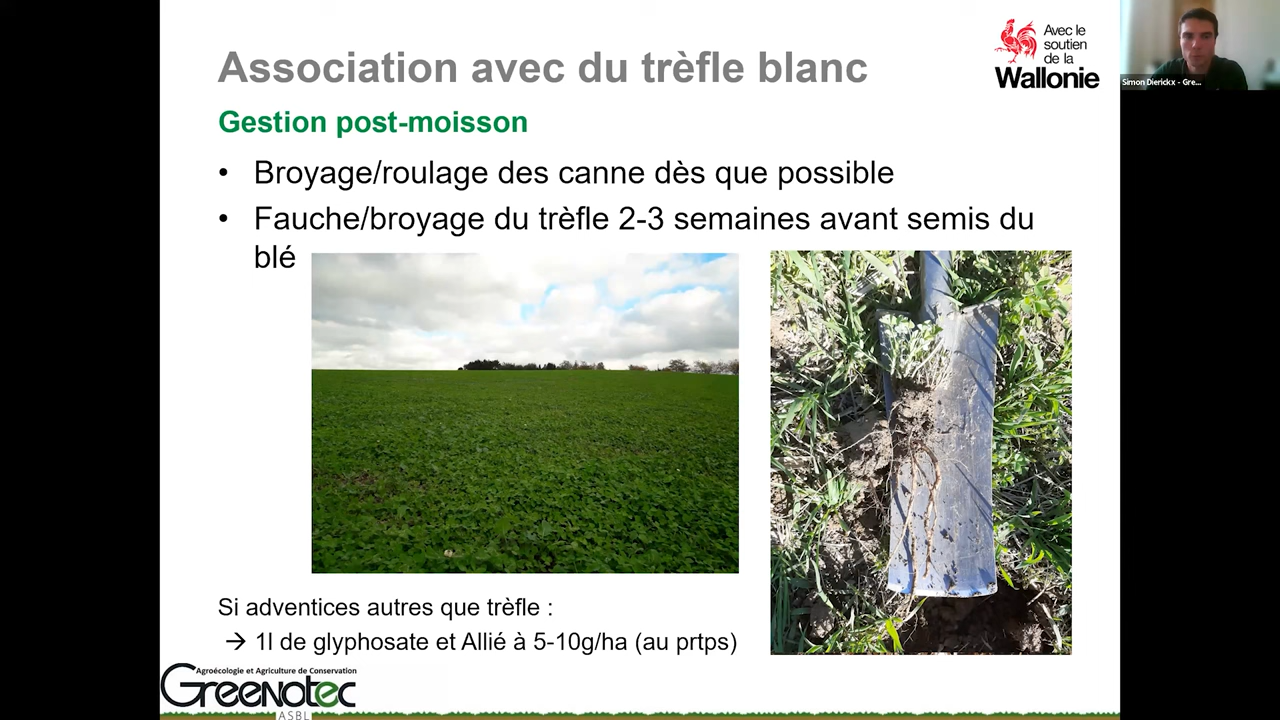 Association avec du trèfle blanc
Avec le
soutien
de la
Wallonie
Simon Dierickx - Gre...
Gestion post-moisson
• Broyage/roulage des canne dès que possible
• Fauche/broyage du trèfle 2-3 semaines avant semis du
blé
Si adventices autres que trèfle :
→ 1l de glyphosate et Allié à 5-10g/ha (au prtps)
Agroécologie et Agriculture de Conservation
Greenotec
ASBL